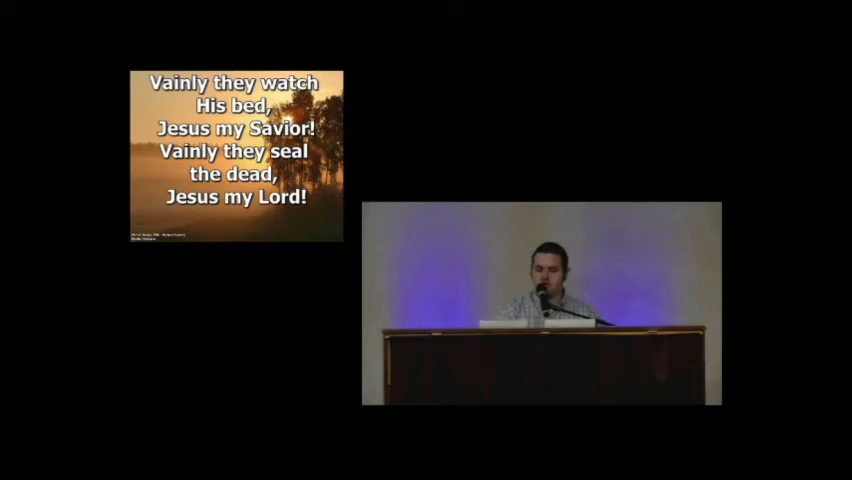 Vainly they watch
His bed,
Jesus my Savior!
Vainly they seal
the dead,
Jesus my Lord!